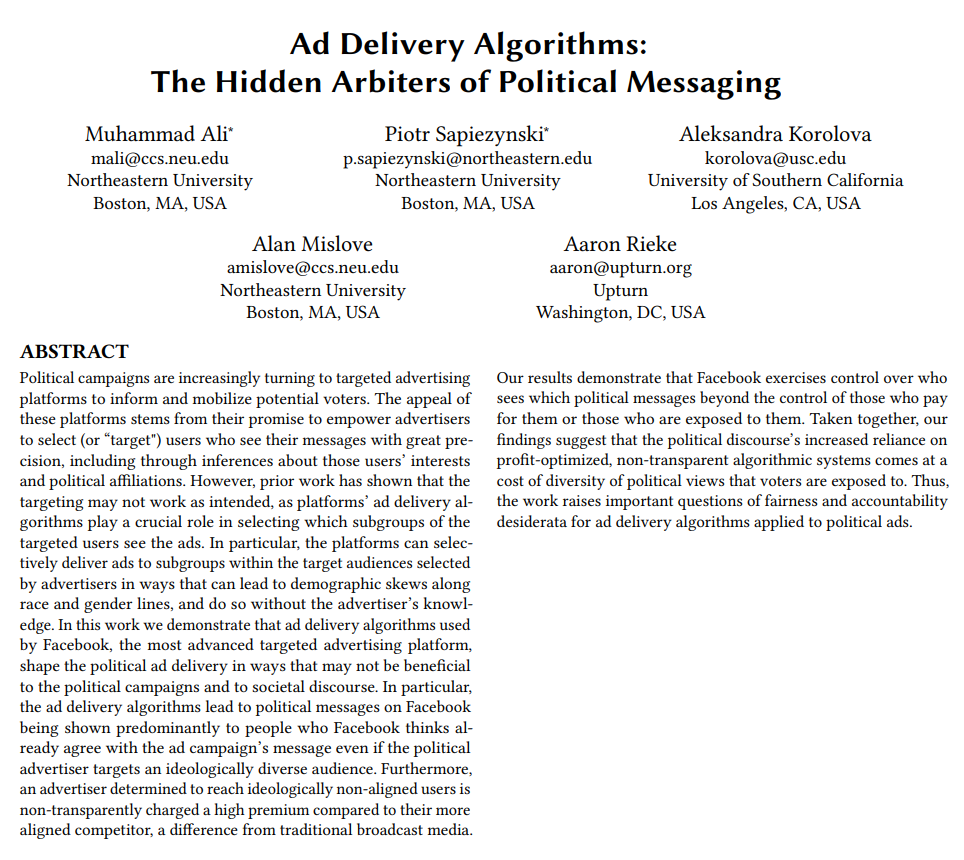 Ad Delivery Algorithms:
The Hidden Arbiters of Political Messaging
Muhammad Ali*
mali@ccs.neu.edu
Northeastern University
Boston, MA, USA
Piotr Sapiezynski*
p.sapiezynski@northeastern.edu
Northeastern University
Boston, MA, USA
Aleksandra Korolova
korolova@usc.edu
University of Southern California
Los Angeles, CA, USA
Alan Mislove
amislove@ccs.neu.edu
Northeastern University
Boston, MA, USA
Aaron Rieke
aaron@upturn.org
Upturn
Washington, DC, USA
ABSTRACT
Political campaigns are increasingly turning to targeted advertising
platforms to inform and mobilize potential voters. The appeal of
these platforms stems from their promise to empower advertisers
to select (or “target") users who see their messages with great pre-
cision, including through inferences about those users’ interests
and political affiliations. However, prior work has shown that the
targeting may not work as intended, as platforms’ ad delivery al-
gorithms play a crucial role in selecting which subgroups of the
targeted users see the ads. In particular, the platforms can selec-
tively deliver ads to subgroups within the target audiences selected
by advertisers in ways that can lead to demographic skews along
race and gender lines, and do so without the advertiser’s knowl-
edge. In this work we demonstrate that ad delivery algorithms used
by Facebook, the most advanced targeted advertising platform,
shape the political ad delivery in ways that may not be beneficial
to the political campaigns and to societal discourse. In particular,
the ad delivery algorithms lead to political messages on Facebook
being shown predominantly to people who Facebook thinks al-
ready agree with the ad campaign’s message even if the political
advertiser targets an ideologically diverse audience. Furthermore,
an advertiser determined to reach ideologically non-aligned users is
non-transparently charged a high premium compared to their more
aligned competitor, a difference from traditional broadcast media.
Our results demonstrate that Facebook exercises control over who
sees which political messages beyond the control of those who pay
for them or those who are exposed to them. Taken together, our
findings suggest that the political discourse’s increased reliance on
profit-optimized, non-transparent algorithmic systems comes at a
cost of diversity of political views that voters are exposed to. Thus,
the work raises important questions of fairness and accountability
desiderata for ad delivery algorithms applied to political ads.